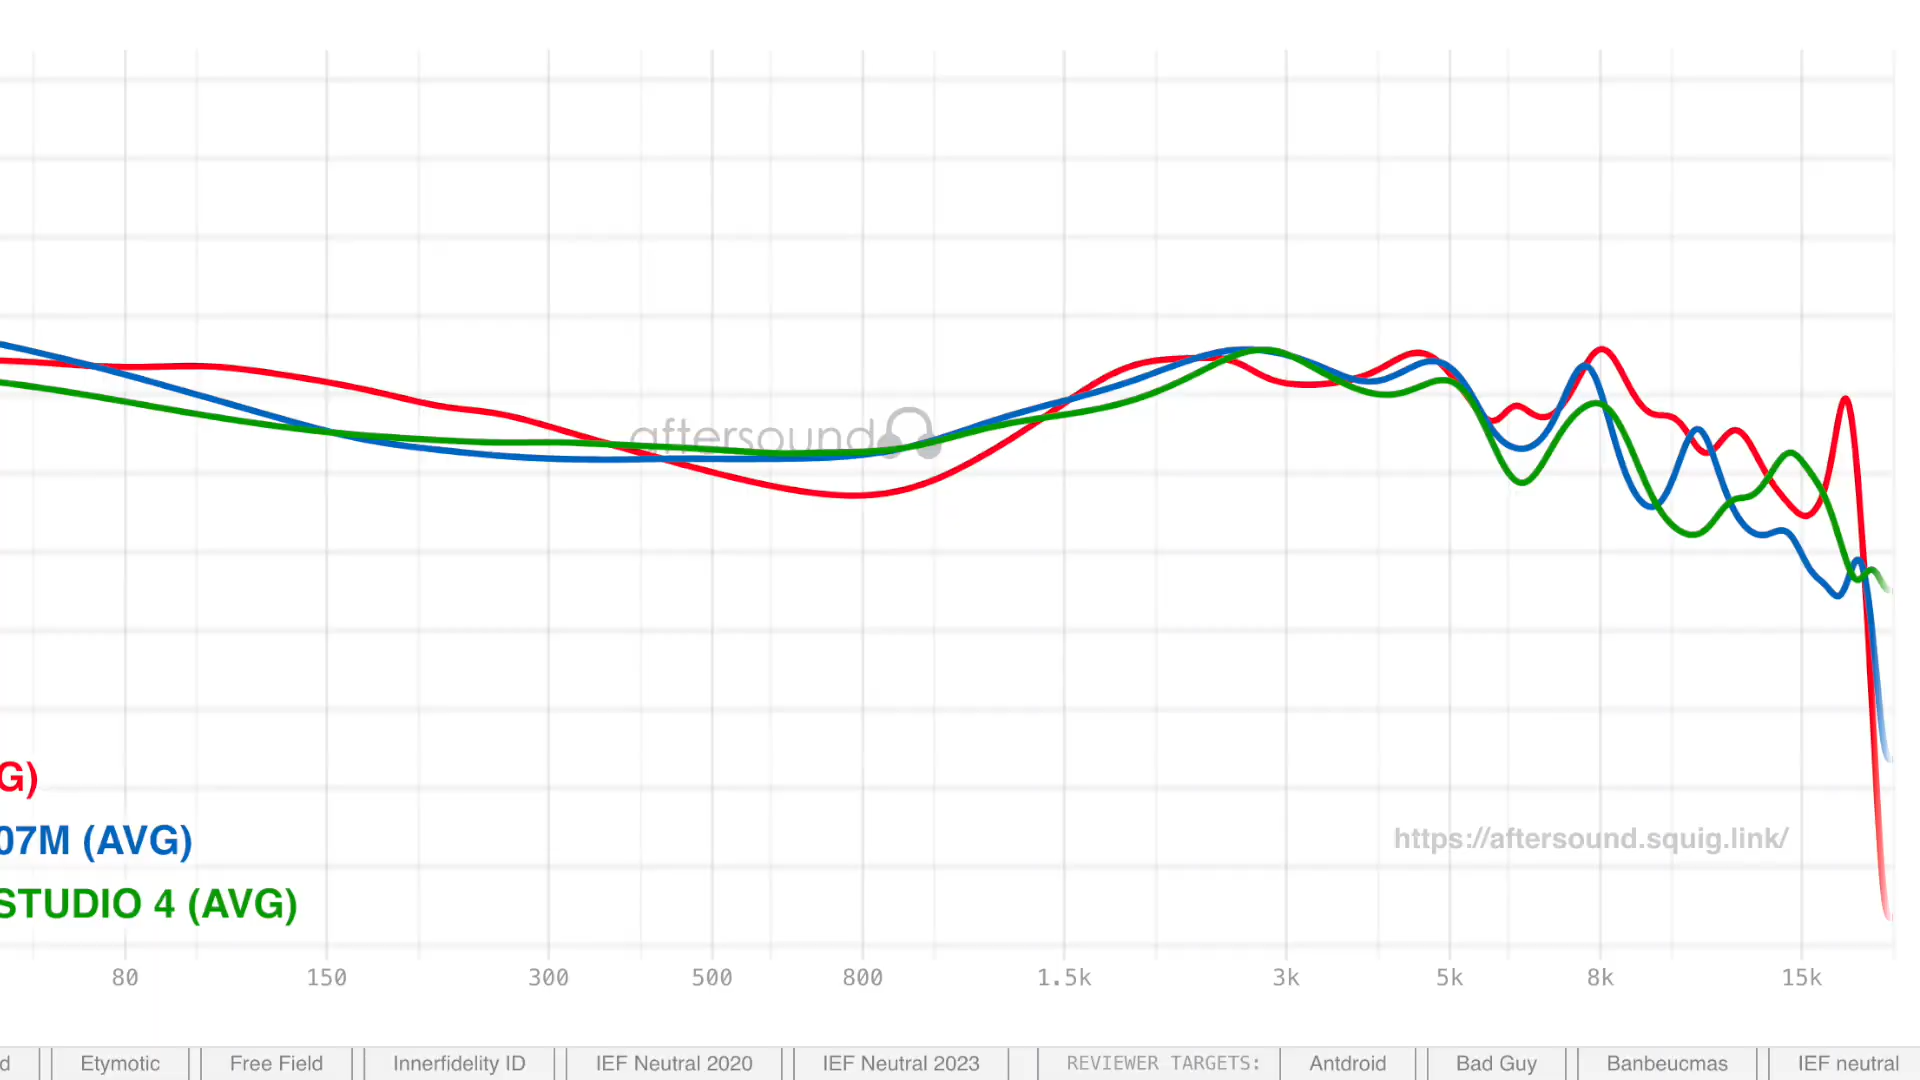 aftersound
G)
07M (AVG)
https://aftersound.squig.link/
STUDIO 4 (AVG)
80 150 300 500 800 1.5k 3k 5k 8k 15k
d Etymotic Free Field Innerfidelity ID IEF Neutral 2020 IEF Neutral 2023 REVIEWER TARGETS: Antdroid Bad Guy Banbeucmas IEF neutral